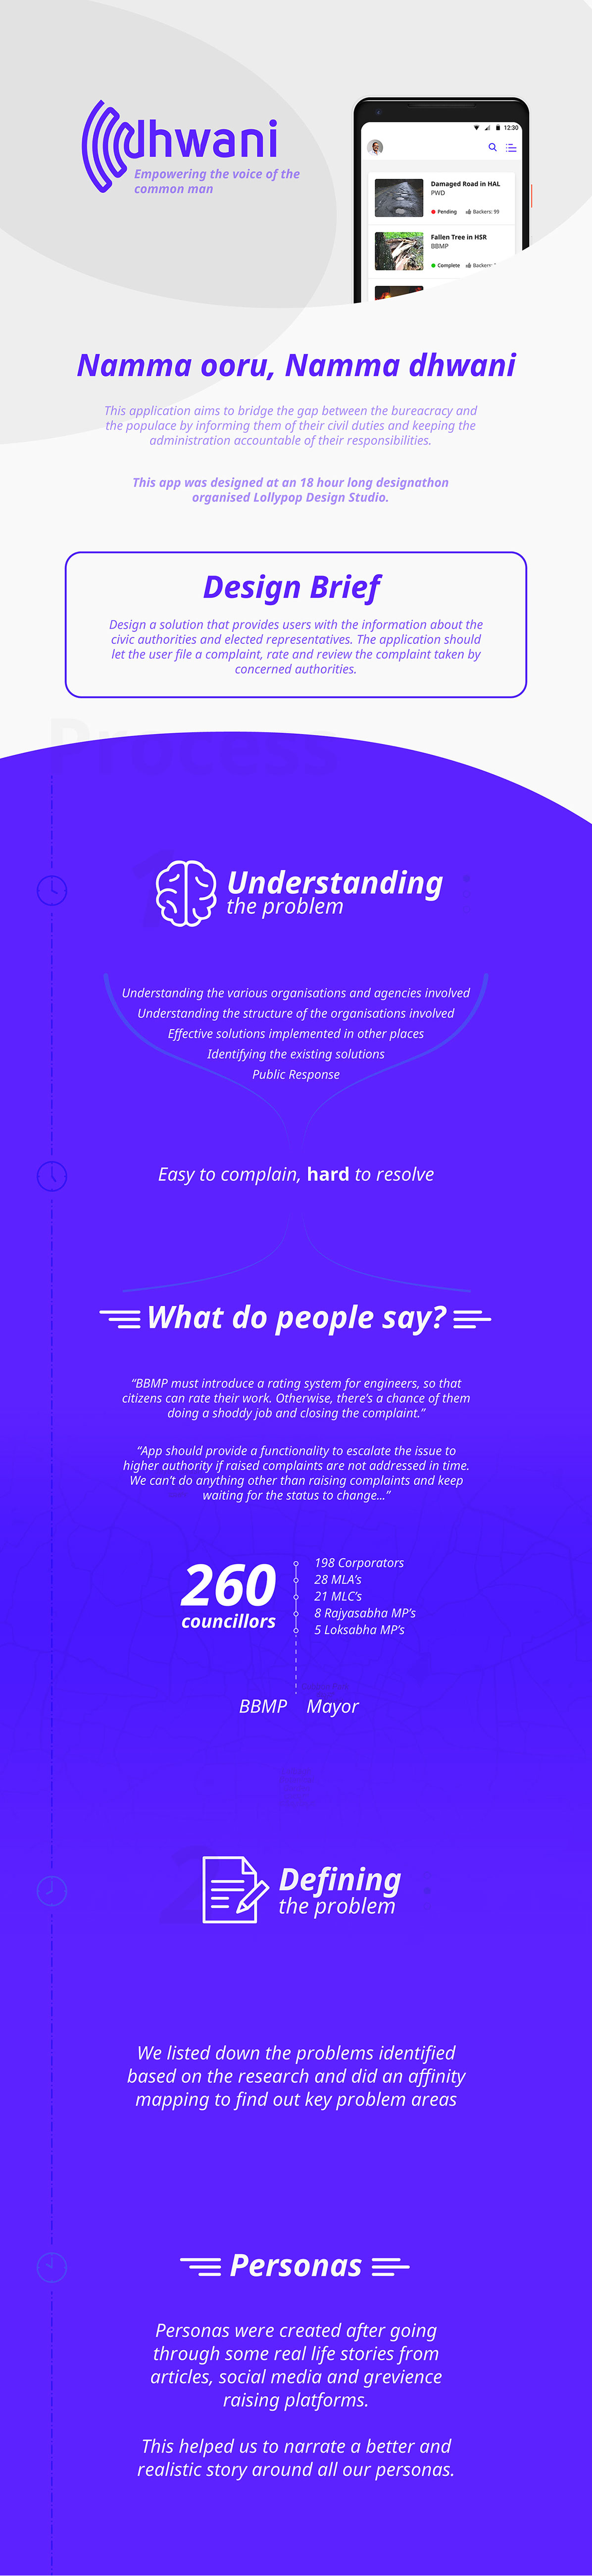 dhwani
Empowering the voice of the
common man
12:30
Damaged Road in HAL
PWD
Pending Backers: 99
Fallen Tree in HSR
BBMP
Complete Backers:
Namma ooru, Namma dhwani
This application aims to bridge the gap between the bureacracy and
the populace by informing them of their civil duties and keeping the
administration accountable of their responsibilities.
This app was designed at an 18 hour long designathon
organised Lollypop Design Studio.
Design Brief
Design a solution that provides users with the information about the
civic authorities and elected representatives. The application should
let the user file a complaint, rate and review the complaint taken by
concerned authorities.
Process
1
Understanding
the problem
Understanding the various organisations and agencies involved
Understanding the structure of the organisations involved
Effective solutions implemented in other places
Identifying the existing solutions
Public Response
Easy to complain, hard to resolve
What do people say?
“BBMP must introduce a rating system for engineers, so that
citizens can rate their work. Otherwise, there’s a chance of them
doing a shoddy job and closing the complaint.”
“App should provide a functionality to escalate the issue to
higher authority if raised complaints are not addressed in time.
We can’t do anything other than raising complaints and keep
waiting for the status to change...”
260
councillors
198 Corporators
28 MLA’s
21 MLC’s
8 Rajyasabha MP’s
5 Loksabha MP’s
BBMP Mayor
2
Defining
the problem
We listed down the problems identified
based on the research and did an affinity
mapping to find out key problem areas
Personas
Personas were created after going
through some real life stories from
articles, social media and grevience
raising platforms.
This helped us to narrate a better and
realistic story around all our personas.